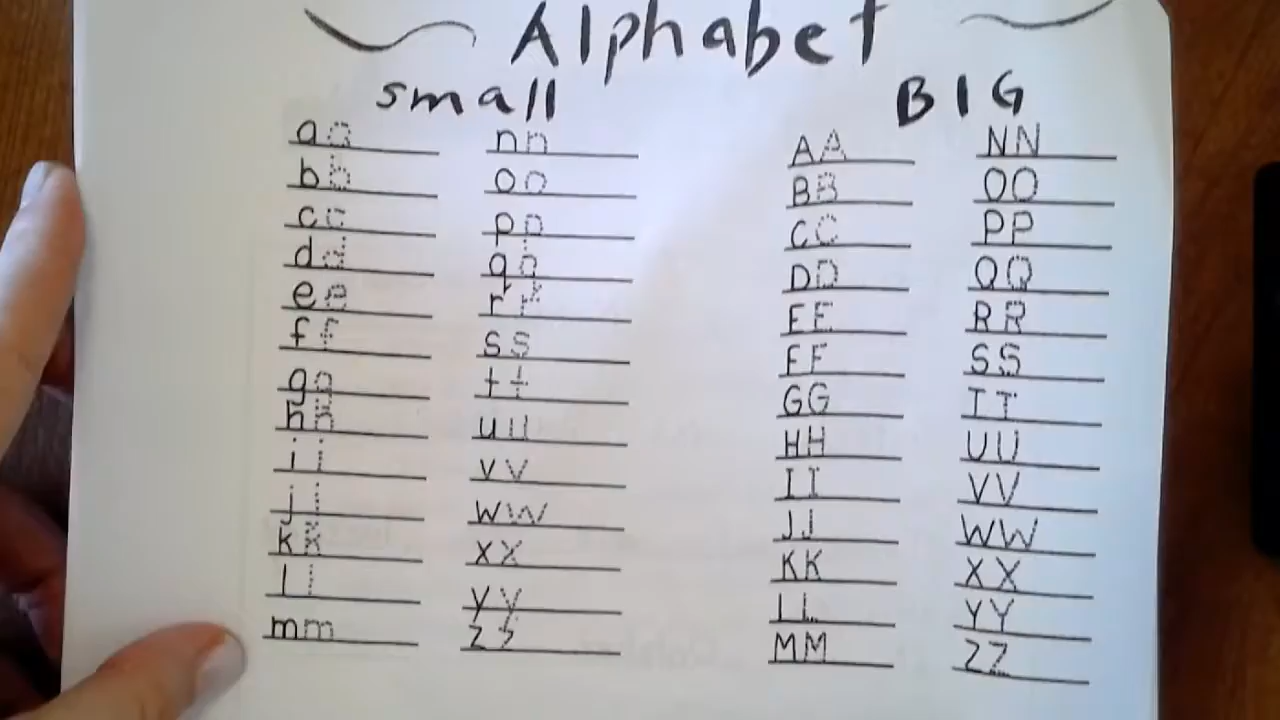 Alphabet
small
BIG
aa
bb
cc
dd
ee
ff
gg
hh
ii
jj
kk
ll
mm
nn
oo
pp
qq
rr
ss
tt
uu
vv
ww
xx
yy
zz
AA
BB
CC
DD
EE
FF
GG
HH
II
JJ
KK
LL
MM
NN
OO
PP
QQ
RR
SS
TT
UU
VV
WW
XX
YY
ZZ